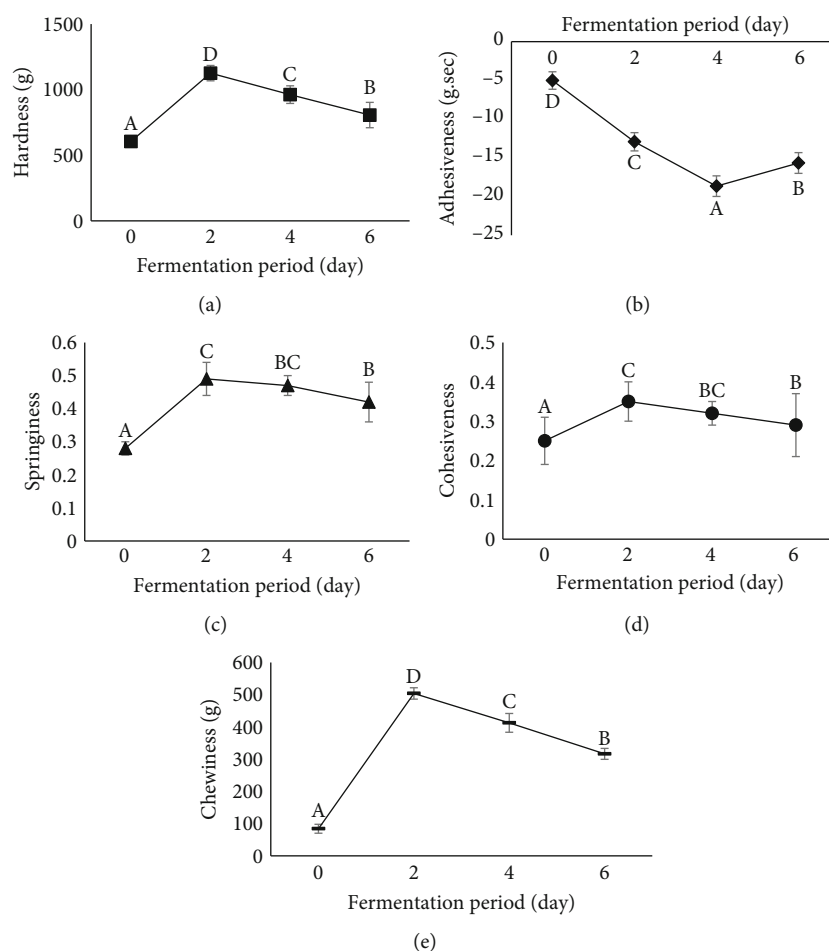 1500
1000
500
0
Hardness (g)
A
D
C
B
0 2 4 6
Fermentation period (day)
(a)
Fermentation period (day)
0 2 4 6
0
−5
−10
−15
−20
−25
Adhesiveness (g.sec)
D
C
A
B
(b)
0.6
0.5
0.4
0.3
0.2
0.1
0
Springiness
A
C
BC
B
0 2 4 6
Fermentation period (day)
(c)
0.5
0.4
0.3
0.2
0.1
0
Cohesiveness
A
C
BC
B
0 2 4 6
Fermentation period (day)
(d)
600
500
400
300
200
100
0
Chewiness (g)
A
D
C
B
0 2 4 6
Fermentation period (day)
(e)